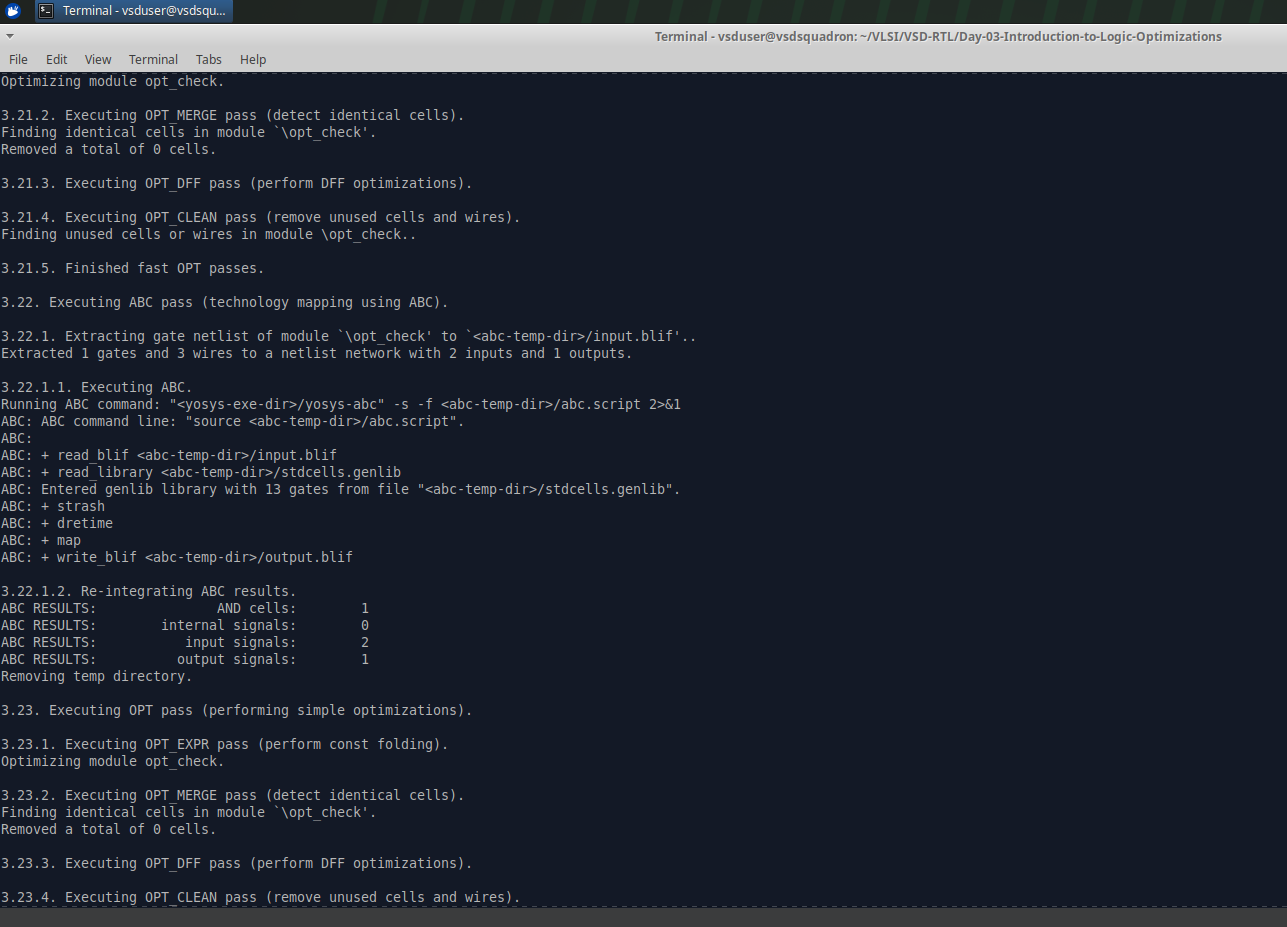 Terminal - vsduser@vsdsqu...
Terminal - vsduser@vsdsquadron: ~/VLSI/VSD-RTL/Day-03-Introduction-to-Logic-Optimizations
File Edit View Terminal Tabs Help
Optimizing module opt_check.
3.21.2. Executing OPT_MERGE pass (detect identical cells).
Finding identical cells in module `\opt_check'.
Removed a total of 0 cells.
3.21.3. Executing OPT_DFF pass (perform DFF optimizations).
3.21.4. Executing OPT_CLEAN pass (remove unused cells and wires).
Finding unused cells or wires in module \opt_check..
3.21.5. Finished fast OPT passes.
3.22. Executing ABC pass (technology mapping using ABC).
3.22.1. Extracting gate netlist of module `\opt_check' to `<abc-temp-dir>/input.blif'..
Extracted 1 gates and 3 wires to a netlist network with 2 inputs and 1 outputs.
3.22.1.1. Executing ABC.
Running ABC command: "<yosys-exe-dir>/yosys-abc" -s -f <abc-temp-dir>/abc.script 2>&1
ABC: ABC command line: "source <abc-temp-dir>/abc.script".
ABC:
ABC: + read_blif <abc-temp-dir>/input.blif
ABC: + read_library <abc-temp-dir>/stdcells.genlib
ABC: Entered genlib library with 13 gates from file "<abc-temp-dir>/stdcells.genlib".
ABC: + strash
ABC: + dretime
ABC: + map
ABC: + write_blif <abc-temp-dir>/output.blif
3.22.1.2. Re-integrating ABC results.
ABC RESULTS:               AND cells:        1
ABC RESULTS:        internal signals:        0
ABC RESULTS:           input signals:        2
ABC RESULTS:          output signals:        1
Removing temp directory.
3.23. Executing OPT pass (performing simple optimizations).
3.23.1. Executing OPT_EXPR pass (perform const folding).
Optimizing module opt_check.
3.23.2. Executing OPT_MERGE pass (detect identical cells).
Finding identical cells in module `\opt_check'.
Removed a total of 0 cells.
3.23.3. Executing OPT_DFF pass (perform DFF optimizations).
3.23.4. Executing OPT_CLEAN pass (remove unused cells and wires).